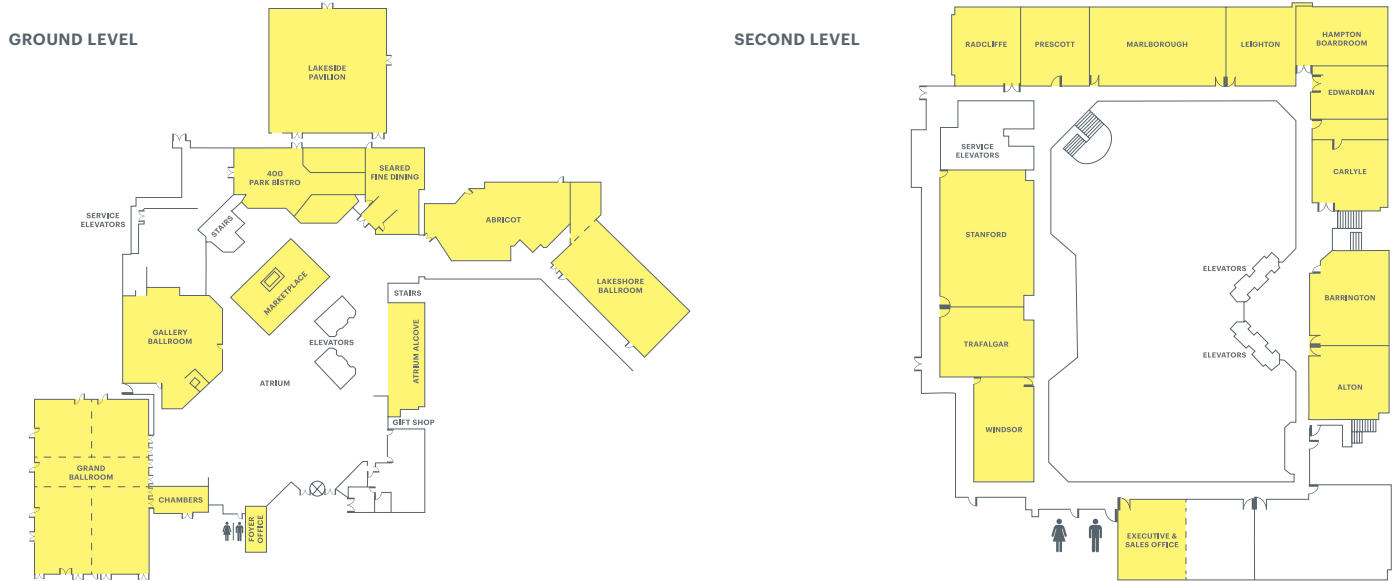 GROUND LEVEL
LAKESIDE
PAVILION
400
PARK BISTRO
SEARED
FINE DINING
SERVICE
ELEVATORS
STAIRS
ABRICOT
MARKETPLACE
LAKESHORE
BALLROOM
STAIRS
GALLERY
BALLROOM
ELEVATORS
ATRIUM ALCOVE
ATRIUM
GIFT SHOP
GRAND
BALLROOM
CHAMBERS
FOYER
OFFICE
SECOND LEVEL
RADCLIFFE
PRESCOTT
MARLBOROUGH
LEIGHTON
HAMPTON
BOARDROOM
EDWARDIAN
SERVICE
ELEVATORS
CARLYLE
STANFORD
ELEVATORS
BARRINGTON
TRAFALGAR
ELEVATORS
ALTON
WINDSOR
EXECUTIVE &
SALES OFFICE